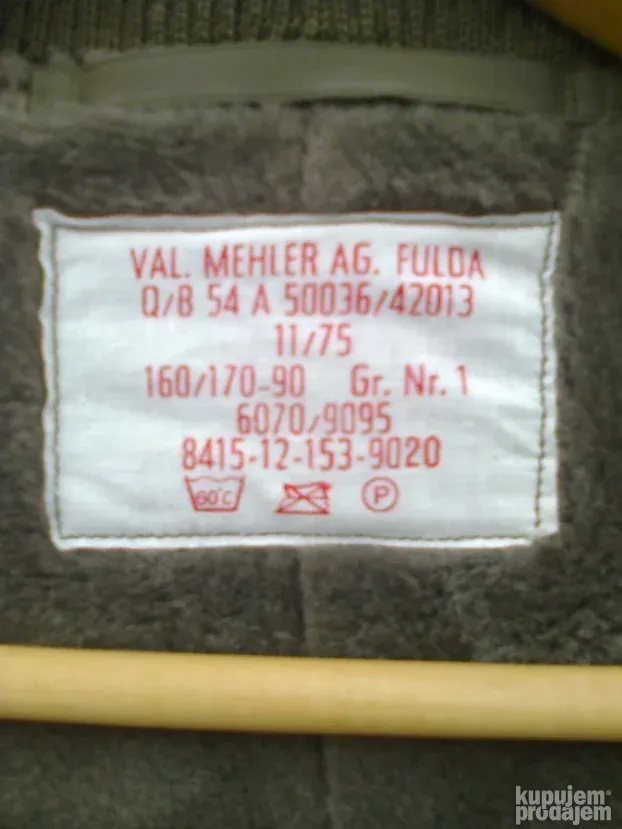 VAL. MEHLER AG. FULDA
Q/B 54 A 50036/42013
11/75
160/170-90 Gr. Nr. 1
6070/9095
8415-12-153-9020
60°C P
kupujem
prodajem